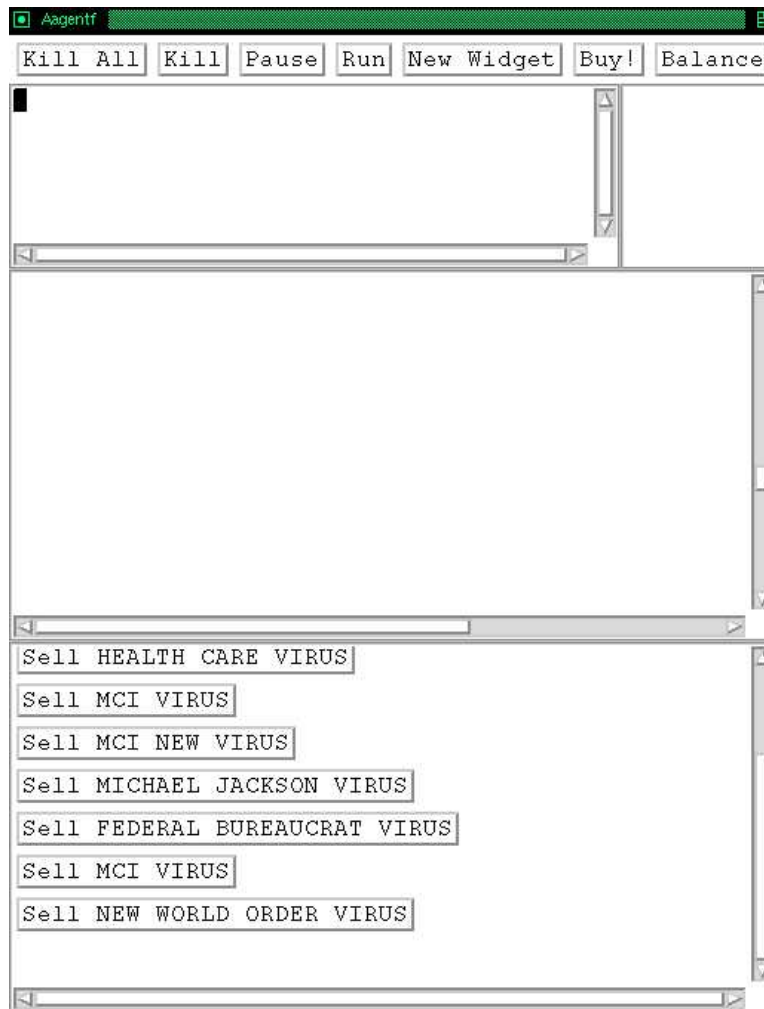 Aagentf
Kill All Kill Pause Run New Widget Buy! Balance
Sell HEALTH CARE VIRUS
Sell MCI VIRUS
Sell MCI NEW VIRUS
Sell MICHAEL JACKSON VIRUS
Sell FEDERAL BUREAUCRAT VIRUS
Sell MCI VIRUS
Sell NEW WORLD ORDER VIRUS